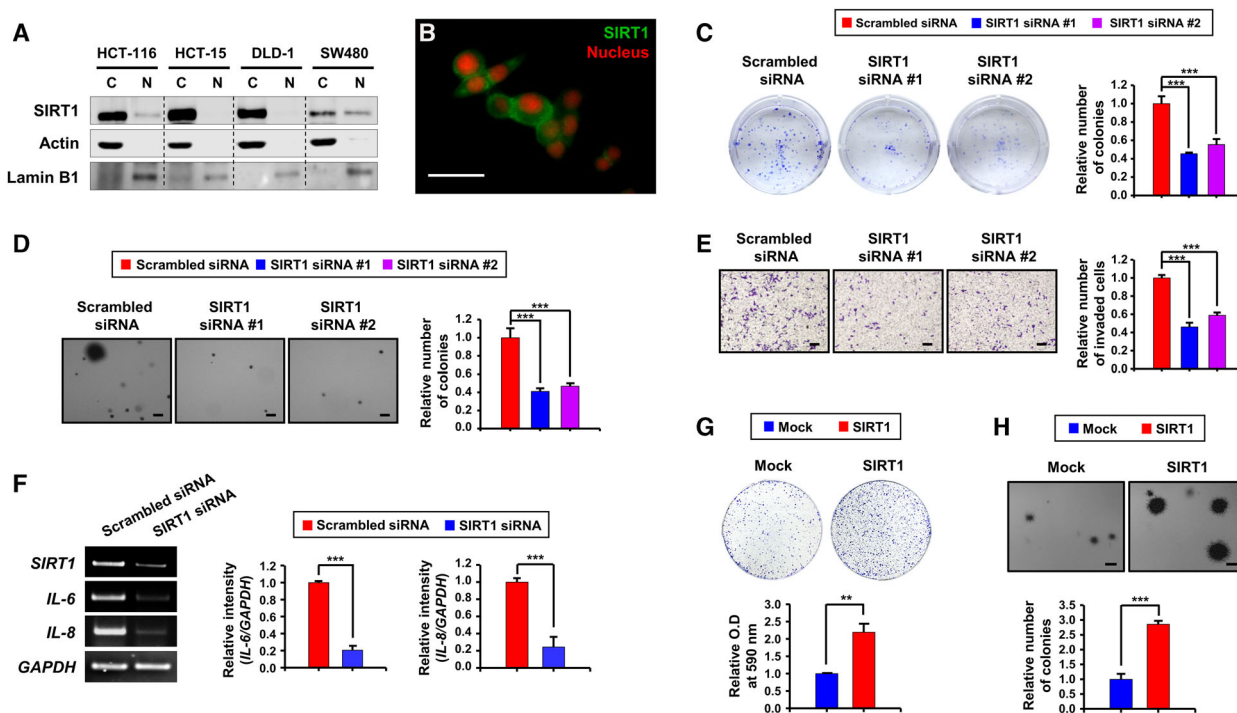 A
HCT-116 HCT-15 DLD-1 SW480
C N C N C N C N
SIRT1
Actin
Lamin B1
B
SIRT1
Nucleus
C
Scrambled siRNA SIRT1 siRNA #1 SIRT1 siRNA #2
Scrambled
siRNA
SIRT1
siRNA #1
SIRT1
siRNA #2
Relative number
of colonies
1.2
1.0
0.8
0.6
0.4
0.2
0.0
***
***
D
Scrambled siRNA SIRT1 siRNA #1 SIRT1 siRNA #2
Scrambled
siRNA
SIRT1
siRNA #1
SIRT1
siRNA #2
Relative number
of colonies
1.2
1.0
0.8
0.6
0.4
0.2
***
***
E
Scrambled
siRNA
SIRT1
siRNA #1
SIRT1
siRNA #2
Relative number
of invaded cells
1.2
1.0
0.8
0.6
0.4
0.2
0.0
***
***
F
Scrambled siRNA
SIRT1 siRNA
SIRT1
IL-6
IL-8
GAPDH
Scrambled siRNA SIRT1 siRNA
Relative intensity
(IL-6/GAPDH)
1.2
1.0
0.8
0.6
0.4
0.2
0.0
***
Relative intensity
(IL-8/GAPDH)
1.2
1.0
0.8
0.6
0.4
0.2
0.0
***
G
Mock SIRT1
Mock
SIRT1
Relative O.D
at 590 nm
3.0
2.5
2.0
1.5
1.0
0.5
0.0
**
H
Mock SIRT1
Mock
SIRT1
Relative number
of colonies
3.5
3.0
2.5
2.0
1.5
1.0
0.5
0.0
***